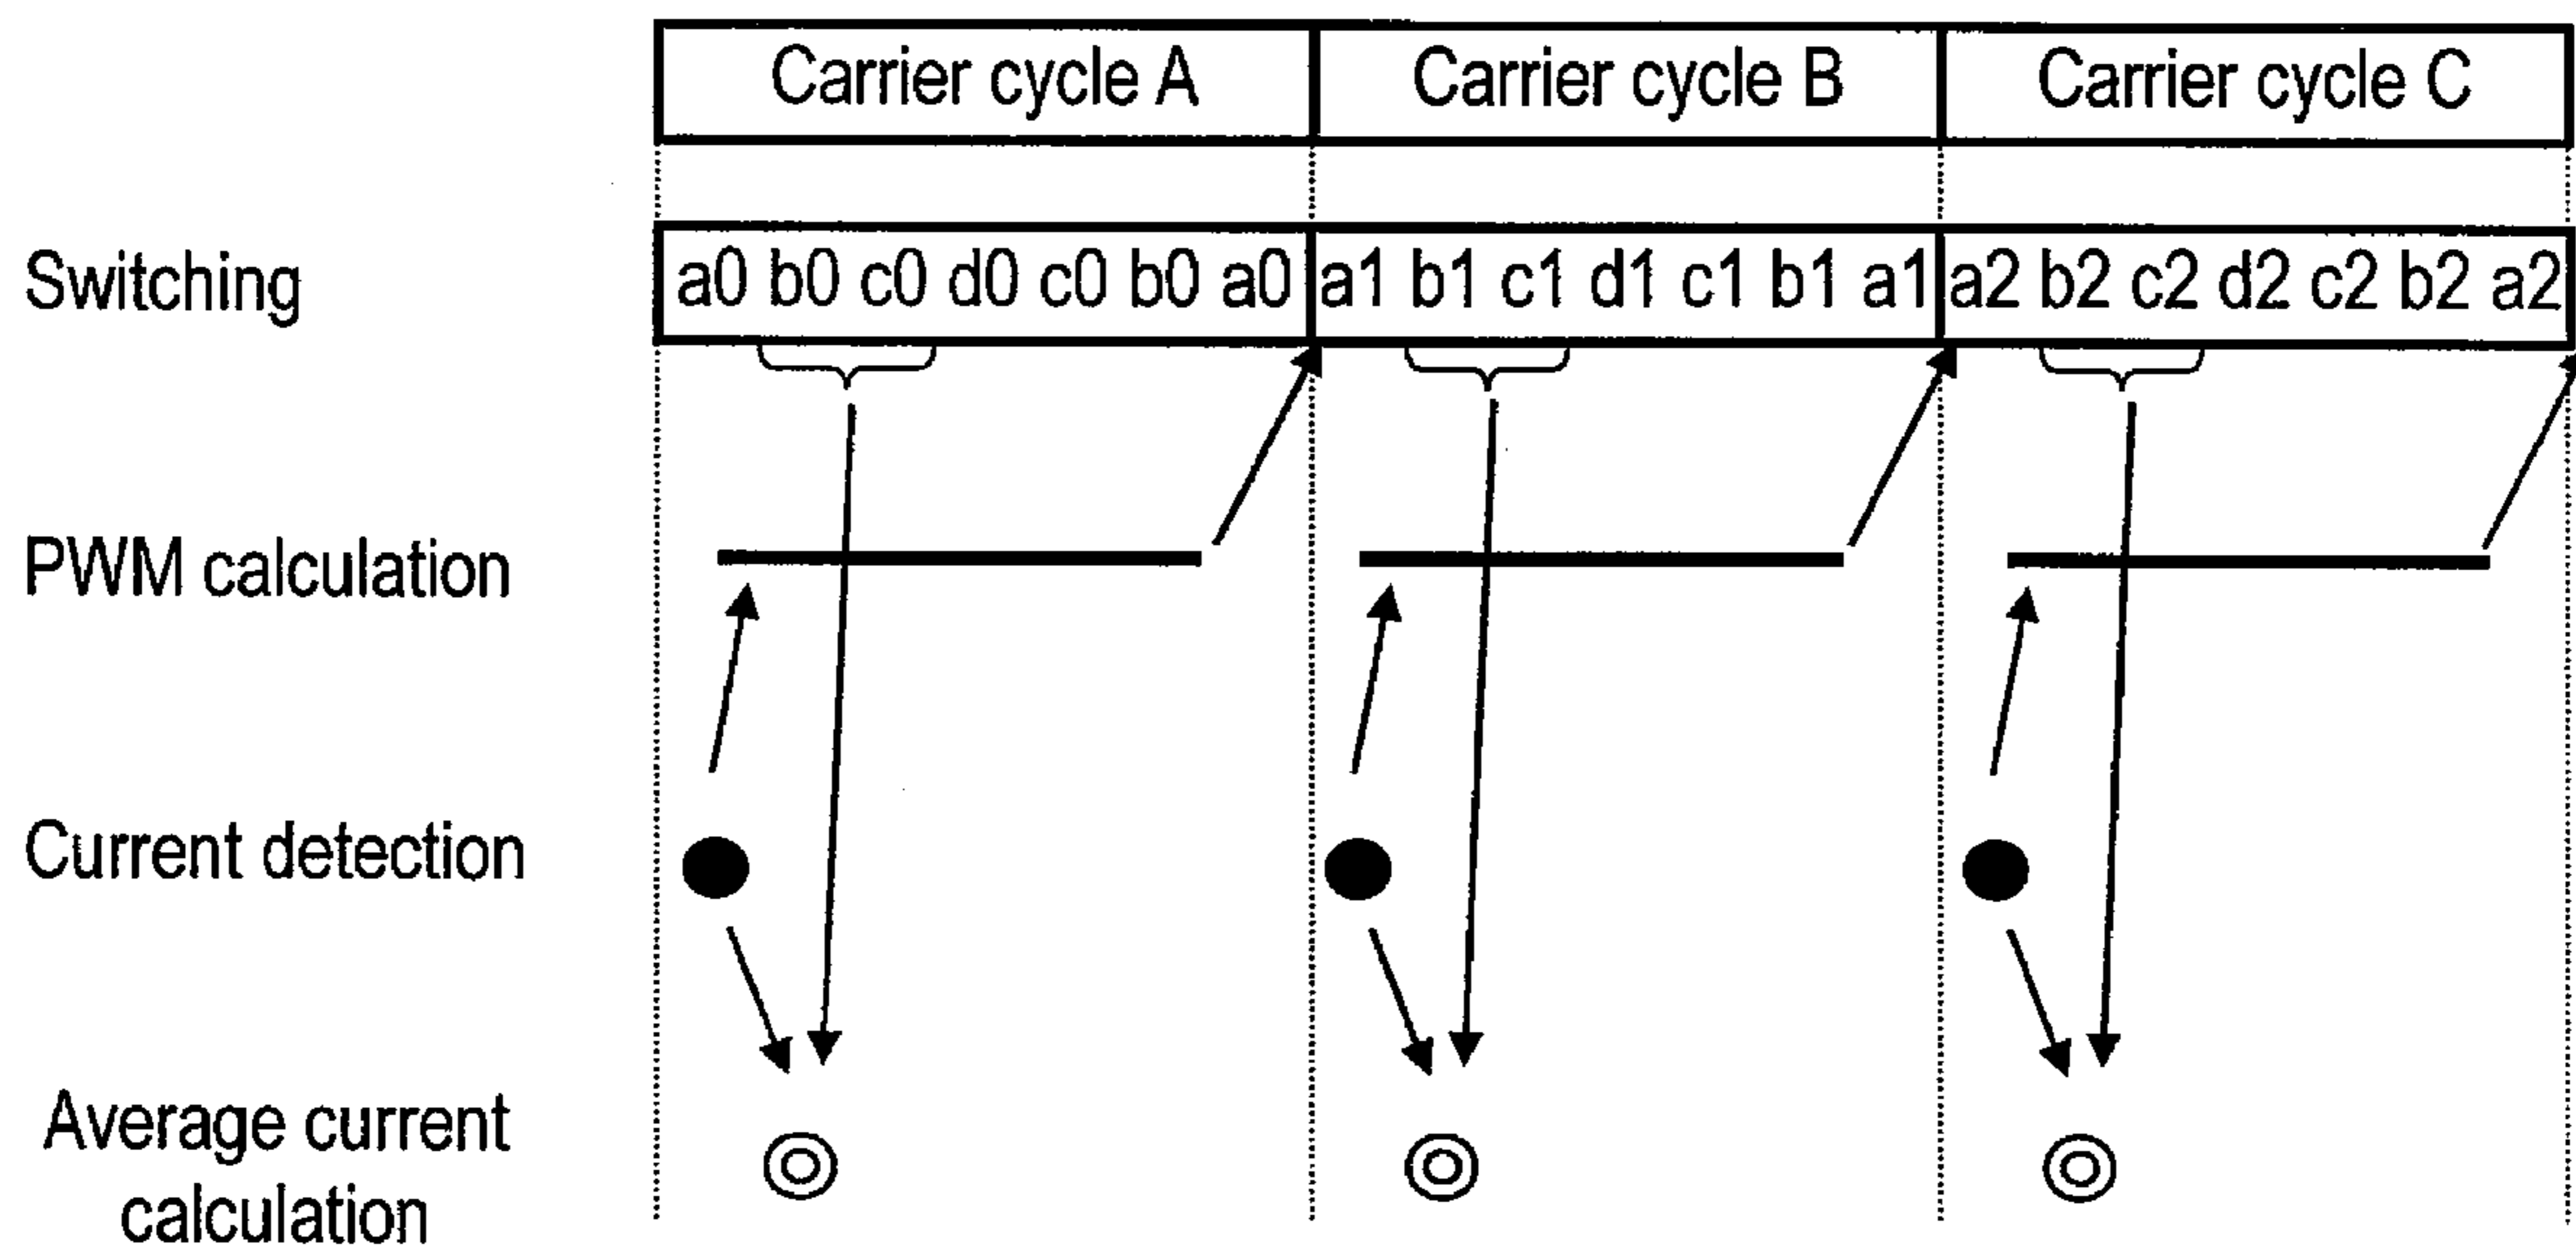 Carrier cycle A Carrier cycle B Carrier cycle C
Switching a0 b0 c0 d0 c0 b0 a0 a1 b1 c1 d1 c1 b1 a1 a2 b2 c2 d2 c2 b2 a2
PWM calculation
Current detection
Average current
calculation